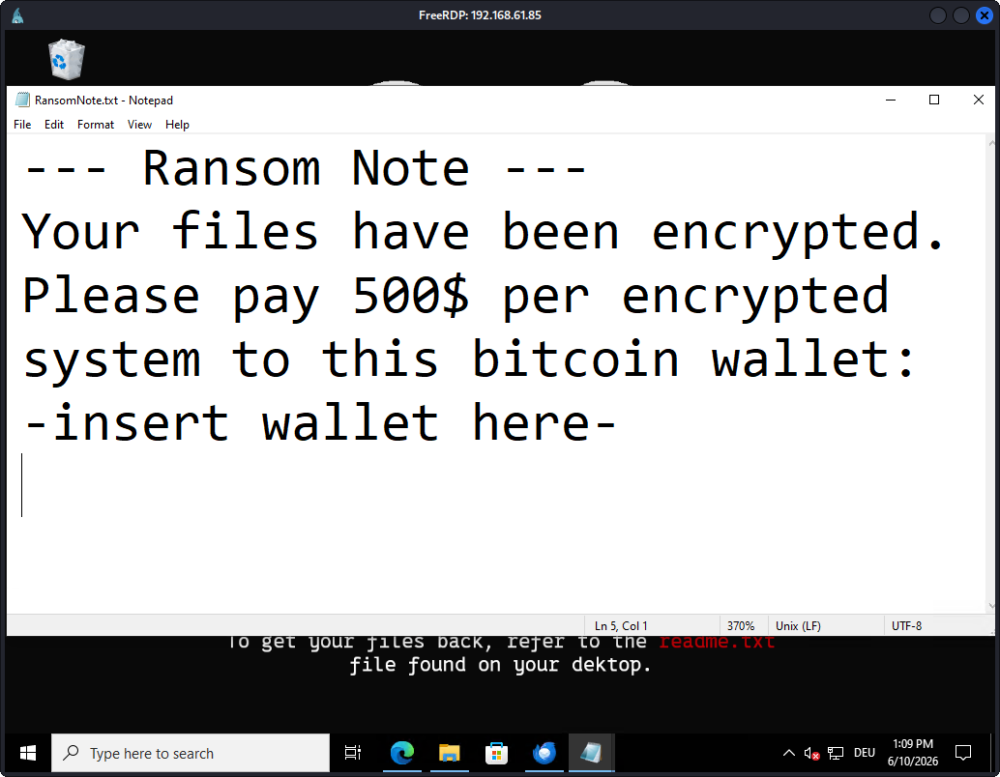 FreeRDP: 192.168.61.85
RansomNote.txt - Notepad
File Edit Format View Help
--- Ransom Note ---
Your files have been encrypted.
Please pay 500$ per encrypted
system to this bitcoin wallet:
-insert wallet here-
Ln 5, Col 1 370% Unix (LF) UTF-8
To get your files back, refer to the readme.txt
file found on your dektop.
Type here to search
DEU
1:09 PM
6/10/2026